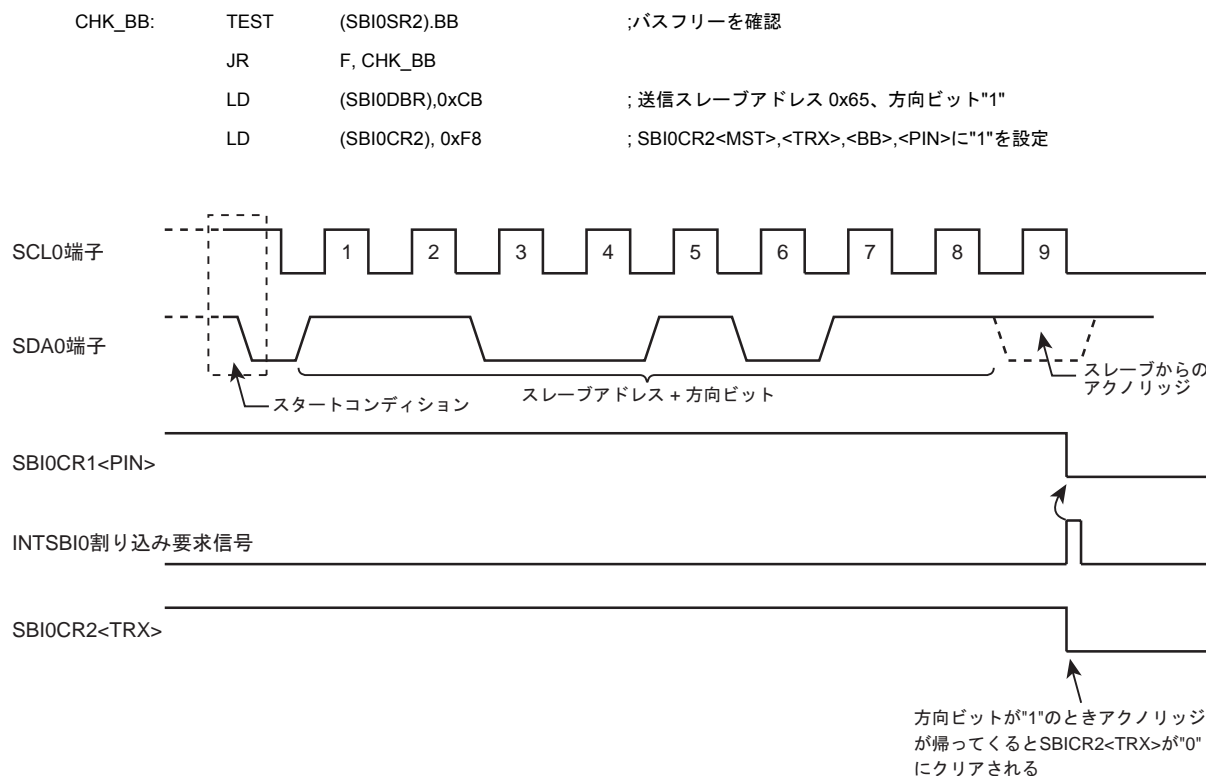 CHK_BB: TEST (SBI0SR2).BB ;バスフリーを確認
JR F, CHK_BB
LD (SBI0DBR),0xCB ; 送信スレーブアドレス 0x65、方向ビット"1"
LD (SBI0CR2), 0xF8 ; SBI0CR2<MST>,<TRX>,<BB>,<PIN>に"1"を設定
SCL0端子
1 2 3 4 5 6 7 8 9
SDA0端子
スレーブからの
アクノリッジ
スレーブアドレス + 方向ビット
スタートコンディション
SBI0CR1<PIN>
INTSBI0割り込み要求信号
SBI0CR2<TRX>
方向ビットが"1"のときアクノリッジ
が帰ってくるとSBICR2<TRX>が"0"
にクリアされる